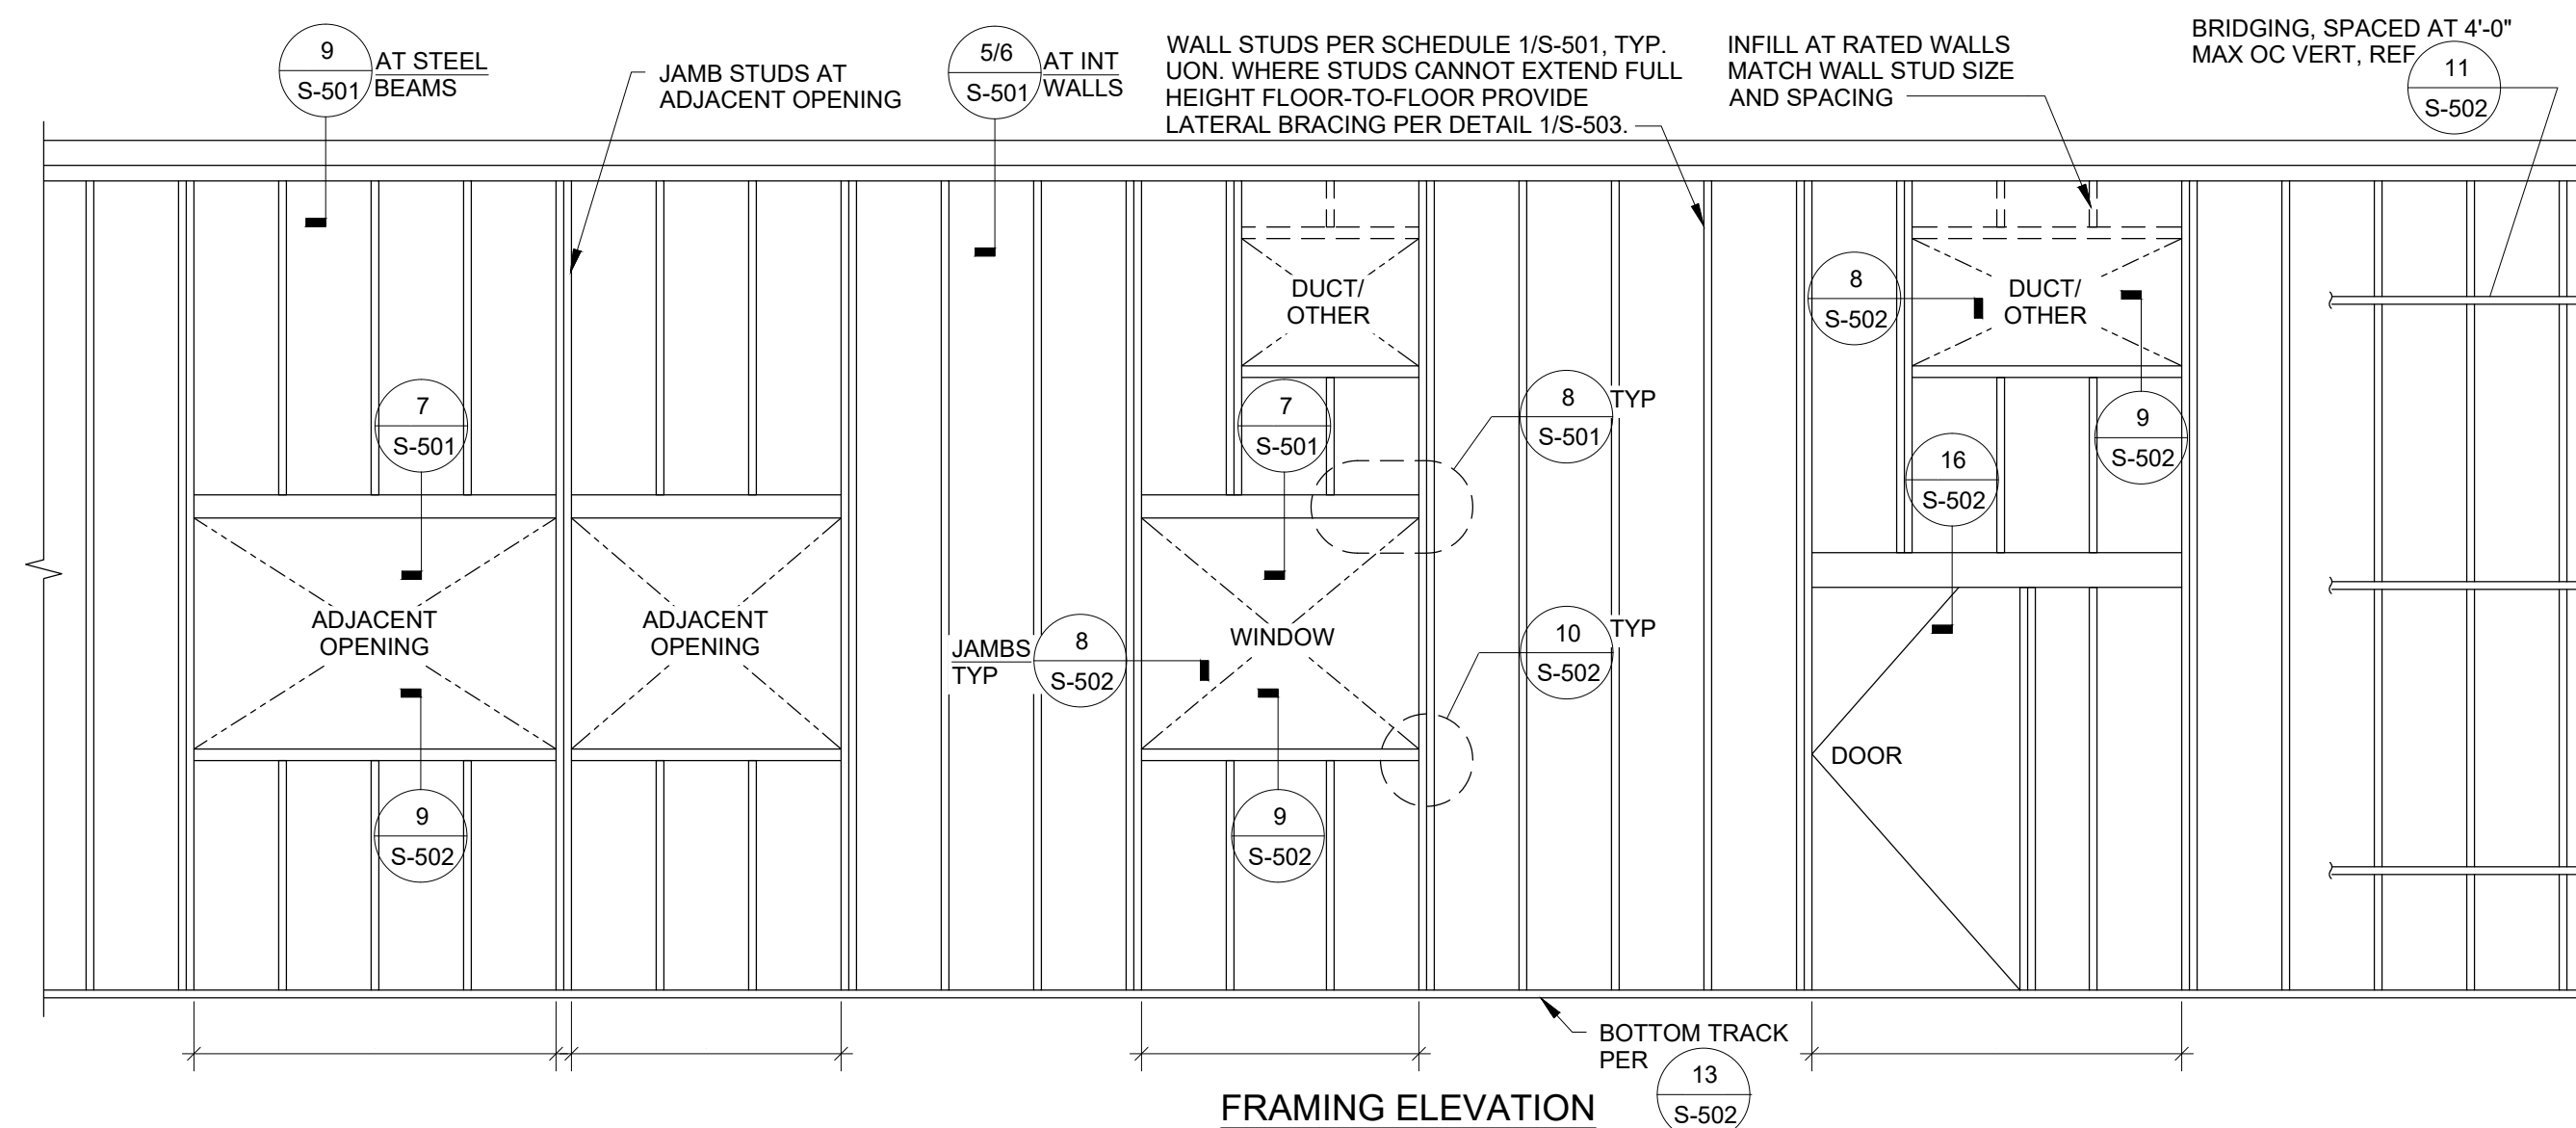 9
S-501
AT STEEL
BEAMS
JAMB STUDS AT
ADJACENT OPENING
5/6
S-501
AT INT
WALLS
WALL STUDS PER SCHEDULE 1/S-501, TYP.
UON. WHERE STUDS CANNOT EXTEND FULL
HEIGHT FLOOR-TO-FLOOR PROVIDE
LATERAL BRACING PER DETAIL 1/S-503.
INFILL AT RATED WALLS
MATCH WALL STUD SIZE
AND SPACING
BRIDGING, SPACED AT 4'-0"
MAX OC VERT, REF
11
S-502
DUCT/
OTHER
8
S-502
DUCT/
OTHER
7
S-501
7
S-501
8
S-501
TYP
9
S-502
16
S-502
ADJACENT
OPENING
ADJACENT
OPENING
JAMBS
TYP
8
S-502
WINDOW
10
S-502
TYP
DOOR
9
S-502
9
S-502
BOTTOM TRACK
PER
13
S-502
FRAMING ELEVATION